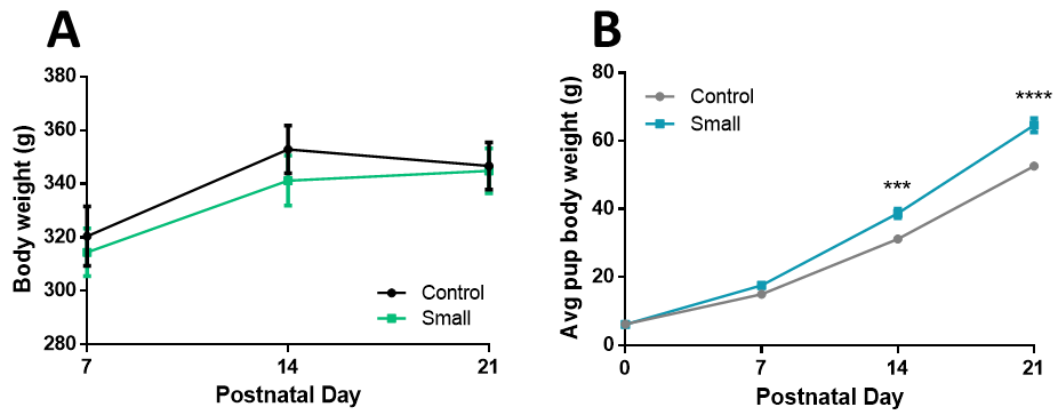 A
Body weight (g)
380
360
340
320
300
280
7
14
21
Postnatal Day
Control
Small
B
Avg pup body weight (g)
80
60
40
20
0
0
7
14
21
Postnatal Day
Control
Small
***
****